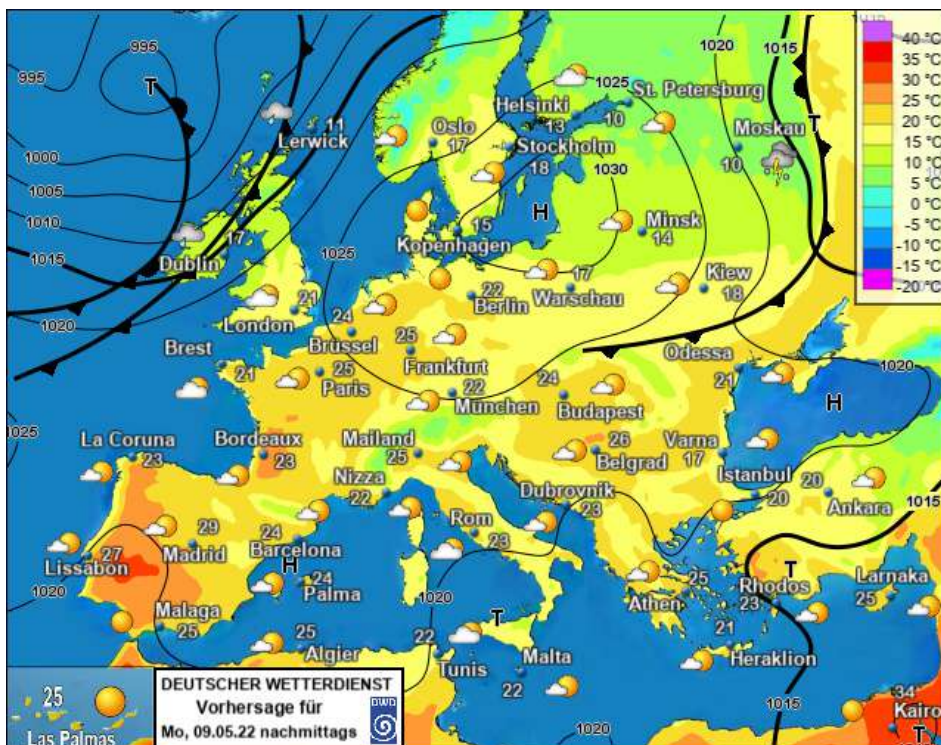 995
995
T
1000
1005
1010
1015
1020
1025
11
Lerwick
17
Dublin
Oslo
17
Helsinki
13
10
St. Petersburg
1025
1020
1015
Stockholm
18
1030
H
Moskau
10
T
40 °C
35 °C
30 °C
25 °C
20 °C
15 °C
10 °C
5 °C
0 °C
-5 °C
-10 °C
-15 °C
-20 °C
15
Kopenhagen
Minsk
14
1025
21
London
22
Berlin
17
Warschau
Kiew
18
24
Brüssel
25
Frankfurt
Brest
21
25
Paris
22
München
24
Budapest
Odessa
21
1020
H
La Coruna
23
Bordeaux
23
Mailand
25
26
Belgrad
Varna
17
Nizza
22
Dubrovnik
23
Istanbul
20
20
Ankara
1015
29
Madrid
24
Barcelona
Rom
23
27
Lissabon
H
24
Palma
1020
1020
T
25
Athen
Rhodos
23
T
Larnaka
25
Malaga
25
25
Algier
22
Tunis
Malta
22
21
Heraklion
34
Kairo
T
1015
1020
25
Las Palmas
DEUTSCHER WETTERDIENST
Vorhersage für
Mo, 09.05.22 nachmittags
DWD